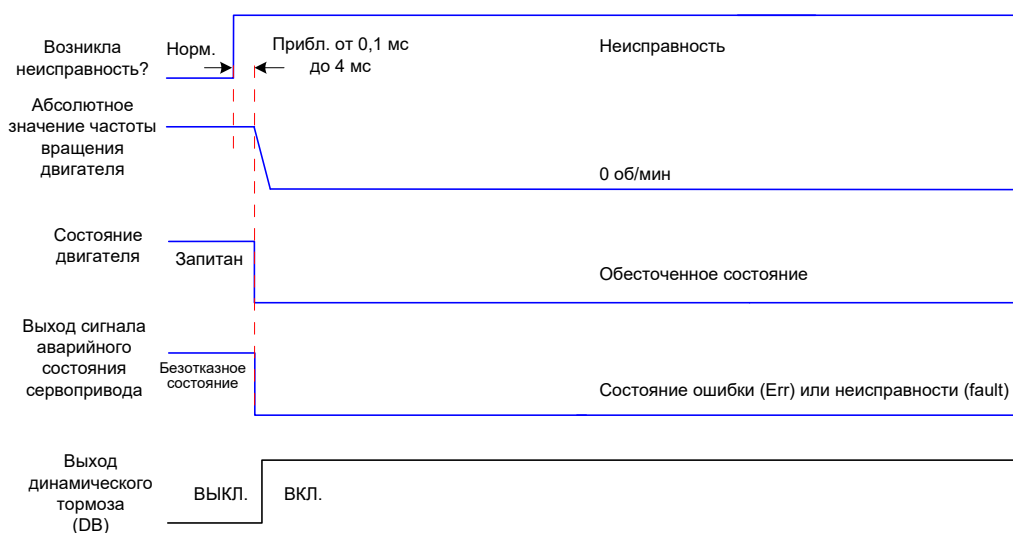 Возникла
неисправность?
Норм.
Прибл. от 0,1 мс
до 4 мс
Неисправность
Абсолютное
значение частоты
вращения
двигателя
0 об/мин
Состояние
двигателя
Запитан
Обесточенное состояние
Выход сигнала
аварийного
состояния
сервопривода
Безотказное
состояние
Состояние ошибки (Err) или неисправности (fault)
Выход
динамического
тормоза
(DB)
ВЫКЛ.
ВКЛ.